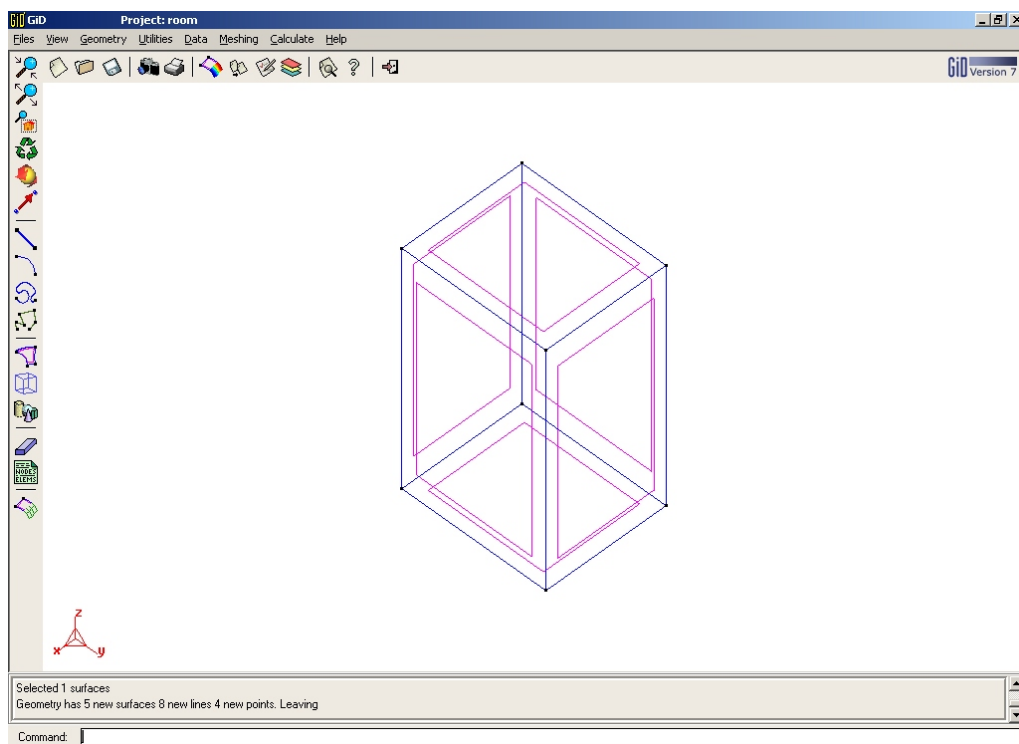 GiD GiD Project: room
Files View Geometry Utilities Data Meshing Calculate Help
GiD Version 7
NODES
ELEMS
z
x y
Selected 1 surfaces
Geometry has 5 new surfaces 8 new lines 4 new points. Leaving
Command: